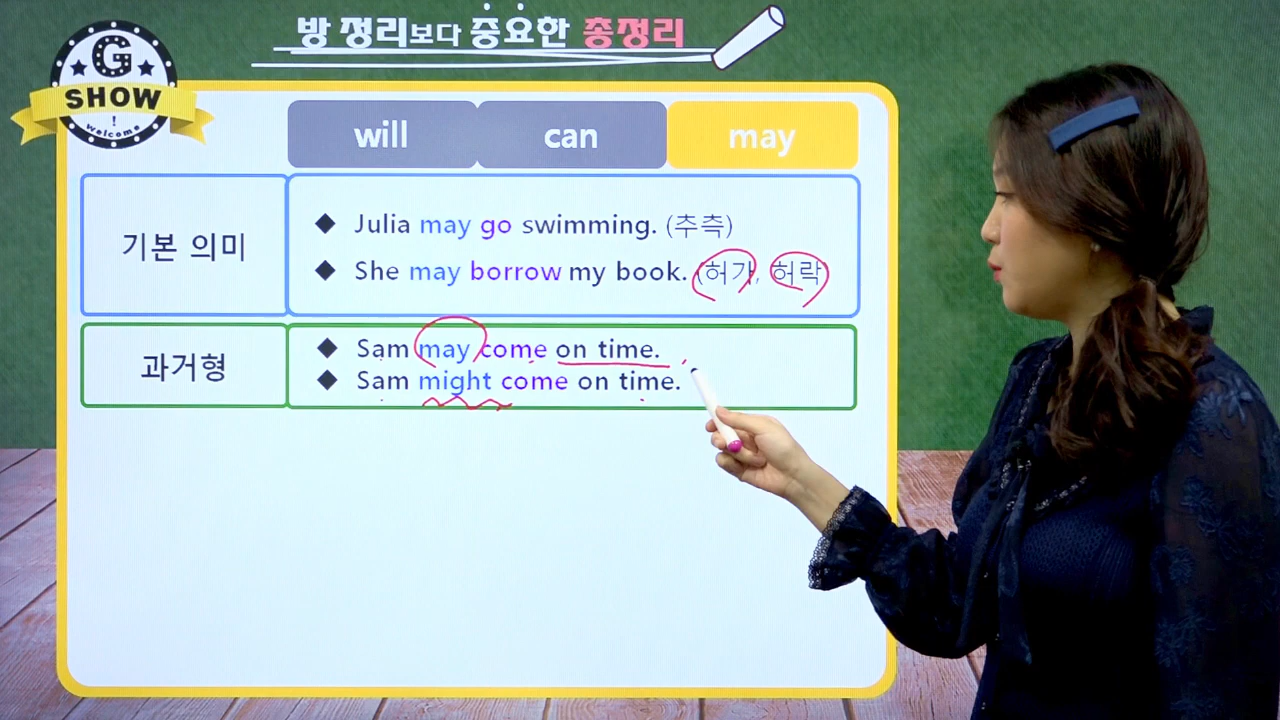 방 정리보다 중요한 총정리
G
SHOW
!
welcome
will can may
기본 의미
◆ Julia may go swimming. (추측)
◆ She may borrow my book. (허가, 허락)
과거형
◆ Sam may come on time.
◆ Sam might come on time.